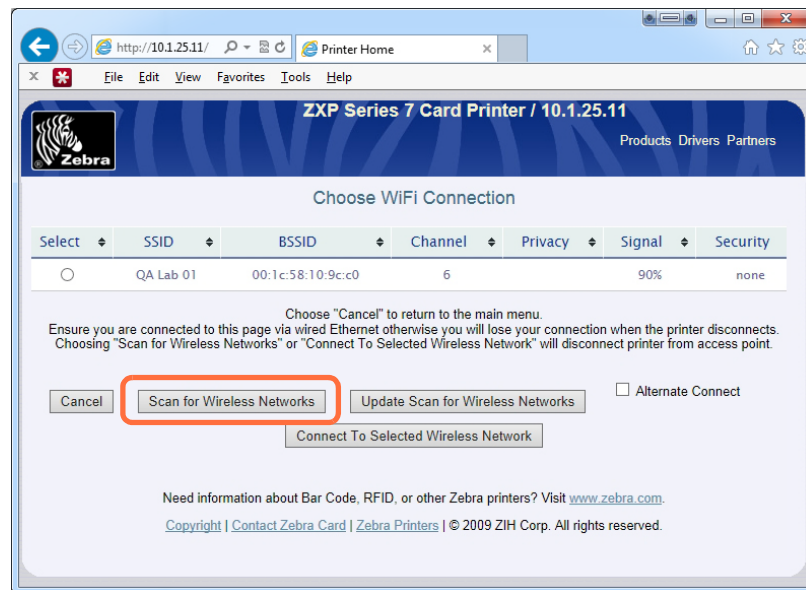 http://10.1.25.11/
Printer Home
File Edit View Favorites Tools Help
ZXP Series 7 Card Printer / 10.1.25.11
Zebra
Products Drivers Partners
Choose WiFi Connection
Select SSID BSSID Channel Privacy Signal Security
QA Lab 01 00:1c:58:10:9c:c0 6 90% none
Choose "Cancel" to return to the main menu.
Ensure you are connected to this page via wired Ethernet otherwise you will lose your connection when the printer disconnects.
Choosing "Scan for Wireless Networks" or "Connect To Selected Wireless Network" will disconnect printer from access point.
Cancel Scan for Wireless Networks Update Scan for Wireless Networks Alternate Connect
Connect To Selected Wireless Network
Need information about Bar Code, RFID, or other Zebra printers? Visit www.zebra.com.
Copyright | Contact Zebra Card | Zebra Printers | © 2009 ZIH Corp. All rights reserved.